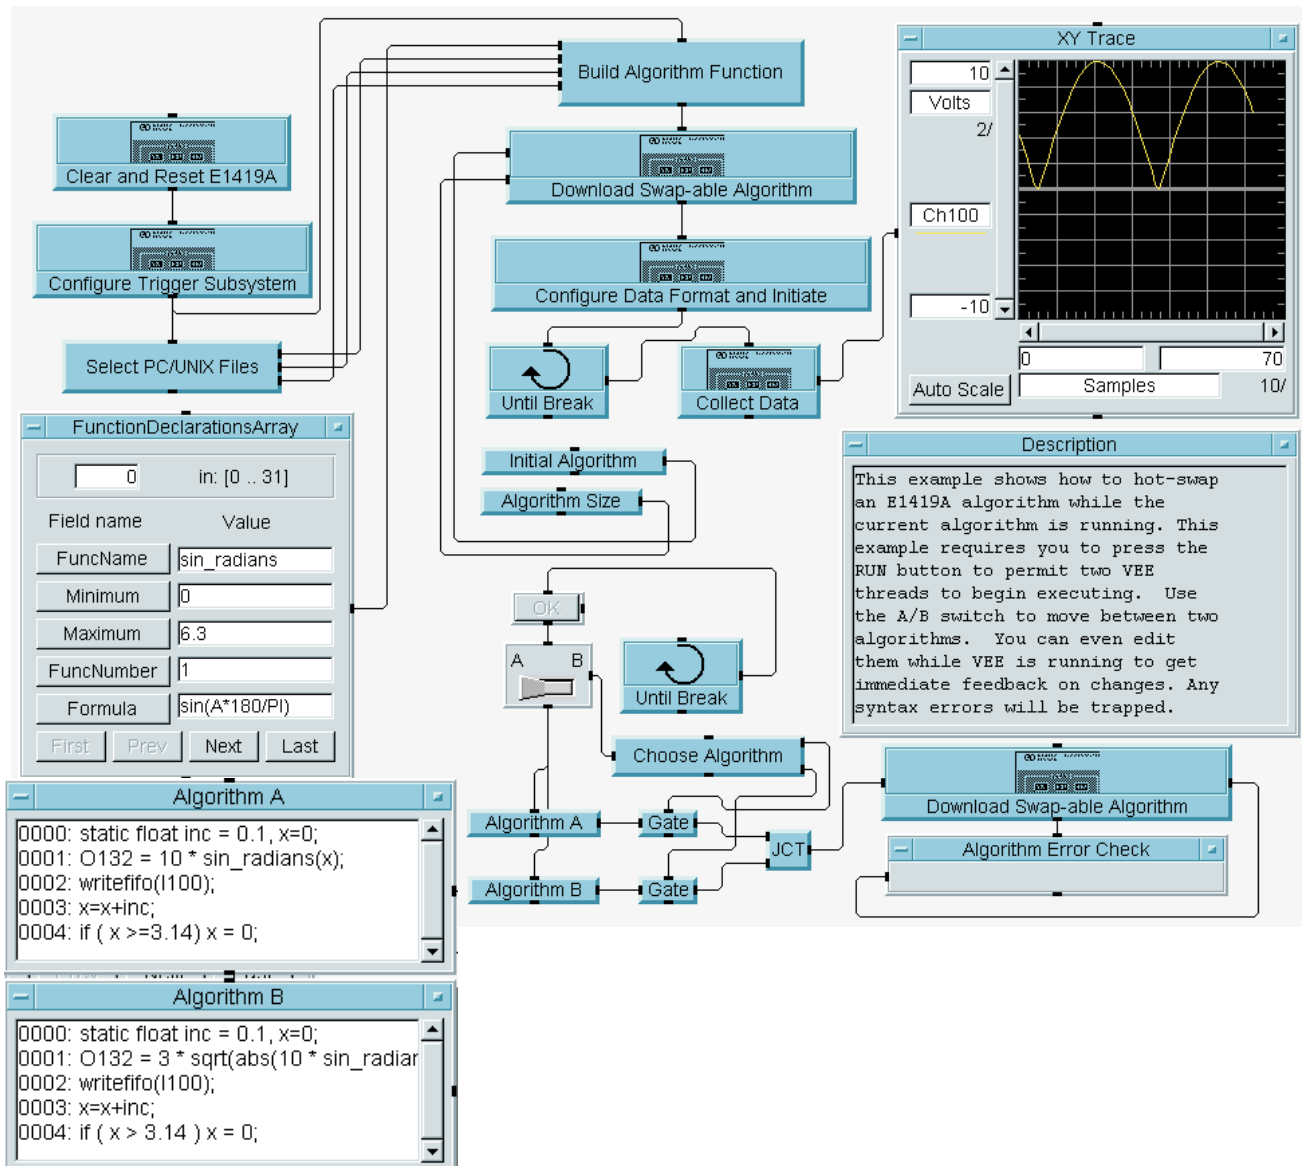 Build Algorithm Function
Clear and Reset E1419A
Download Swap-able Algorithm
Configure Trigger Subsystem
Configure Data Format and Initiate
Select PC/UNIX Files
Until Break
Collect Data
Initial Algorithm
Algorithm Size
XY Trace
10
Volts
2/
Ch100
-10
0
70
Auto Scale
Samples
10/
FunctionDeclarationsArray
0
in: [0 .. 31]
Field name
Value
FuncName
sin_radians
Minimum
0
Maximum
6.3
FuncNumber
1
Formula
sin(A*180/PI)
First
Prev
Next
Last
Description
This example shows how to hot-swap
an E1419A algorithm while the
current algorithm is running. This
example requires you to press the
RUN button to permit two VEE
threads to begin executing.  Use
the A/B switch to move between two
algorithms.  You can even edit
them while VEE is running to get
immediate feedback on changes. Any
syntax errors will be trapped.
OK
A B
Until Break
Choose Algorithm
Algorithm A
Gate
JCT
Algorithm B
Gate
Download Swap-able Algorithm
Algorithm Error Check
Algorithm A
0000: static float inc = 0.1, x=0;
0001: O132 = 10 * sin_radians(x);
0002: writefifo(I100);
0003: x=x+inc;
0004: if ( x >=3.14) x = 0;
Algorithm B
0000: static float inc = 0.1, x=0;
0001: O132 = 3 * sqrt(abs(10 * sin_radiar
0002: writefifo(I100);
0003: x=x+inc;
0004: if ( x > 3.14 ) x = 0;